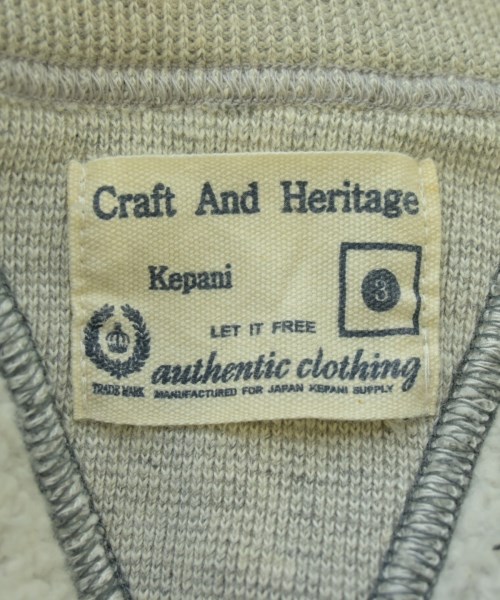 Craft And Heritage
Kepani
3
LET IT FREE
authentic clothing
TRADE MARK
MANUFACTURED FOR JAPAN KEPANI SUPPLY